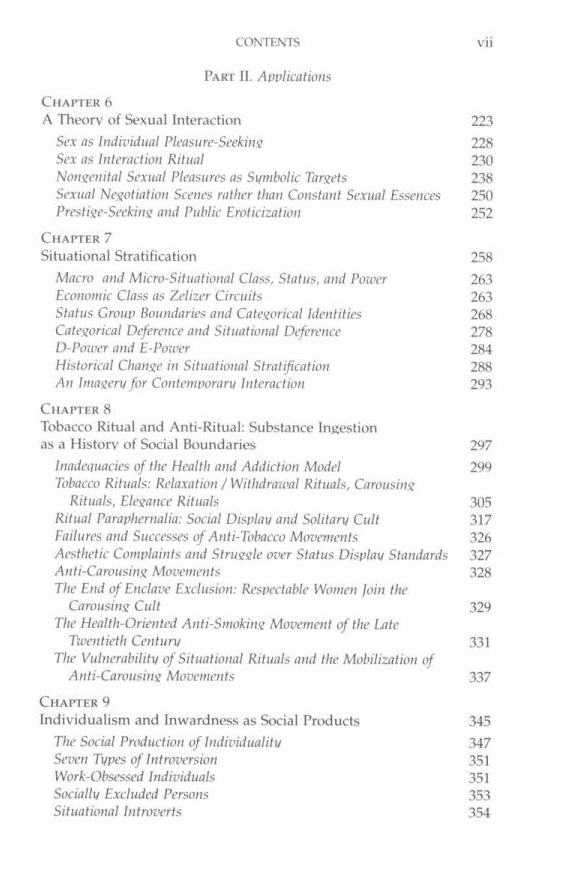 CONTENTS vii
PART II. Applications
CHAPTER 6
A Theory of Sexual Interaction 223
Sex as Individual Pleasure-Seeking 228
Sex as Interaction Ritual 230
Nongenital Sexual Pleasures as Symbolic Targets 238
Sexual Negotiation Scenes rather than Constant Sexual Essences 250
Prestige-Seeking and Public Eroticization 252
CHAPTER 7
Situational Stratification 258
Macro and Micro-Situational Class, Status, and Power 263
Economic Class as Zelizer Circuits 263
Status Group Boundaries and Categorical Identities 268
Categorical Deference and Situational Deference 278
D-Power and E-Power 284
Historical Change in Situational Stratification 288
An Imagery for Contemporary Interaction 293
CHAPTER 8
Tobacco Ritual and Anti-Ritual: Substance Ingestion
as a History of Social Boundaries 297
Inadequacies of the Health and Addiction Model 299
Tobacco Rituals: Relaxation / Withdrawal Rituals, Carousing
Rituals, Elegance Rituals 305
Ritual Paraphernalia: Social Display and Solitary Cult 317
Failures and Successes of Anti-Tobacco Movements 326
Aesthetic Complaints and Struggle over Status Display Standards 327
Anti-Carousing Movements 328
The End of Enclave Exclusion: Respectable Women Join the
Carousing Cult 329
The Health-Oriented Anti-Smoking Movement of the Late
Twentieth Century 331
The Vulnerability of Situational Rituals and the Mobilization of
Anti-Carousing Movements 337
CHAPTER 9
Individualism and Inwardness as Social Products 345
The Social Production of Individuality 347
Seven Types of Introversion 351
Work-Obsessed Individuals 351
Socially Excluded Persons 353
Situational Introverts 354